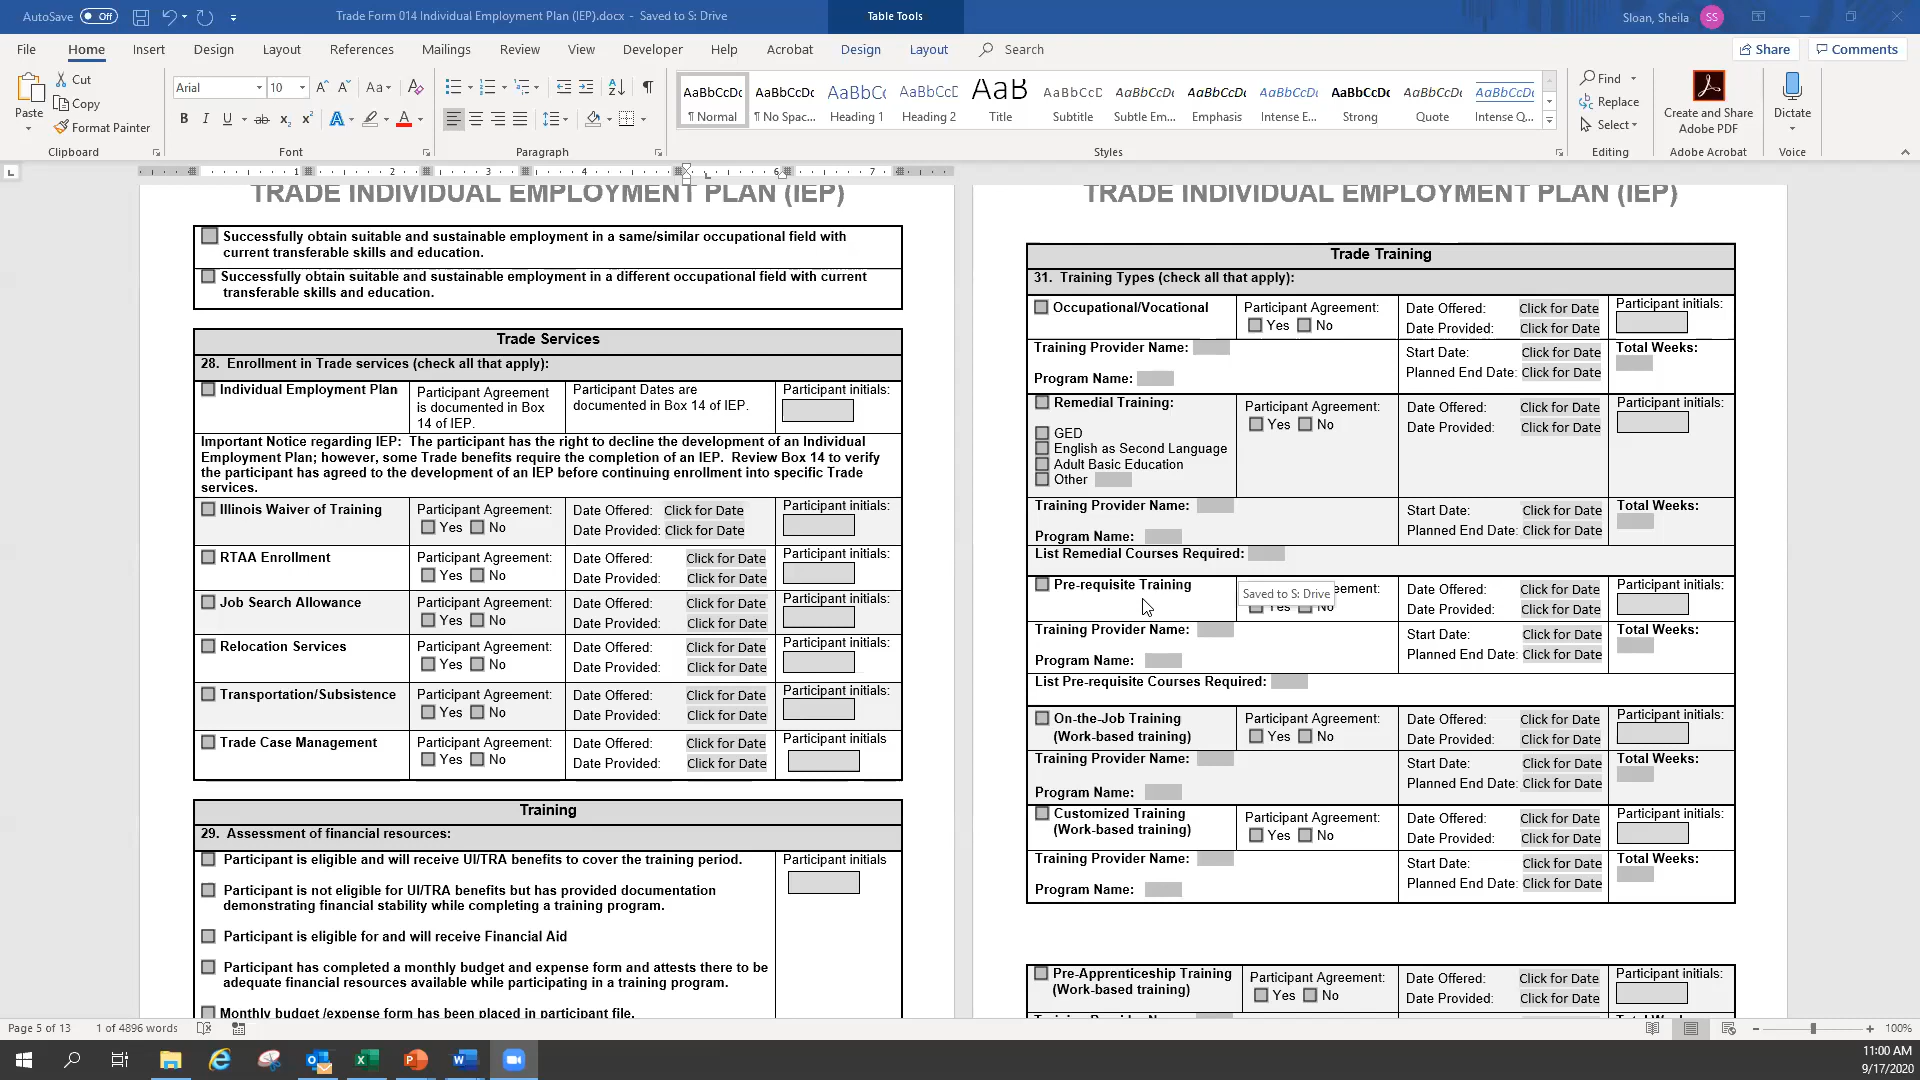 AutoSave Off
Trade Form 014 Individual Employment Plan (IEP).docx - Saved to S: Drive
Table Tools
Sloan, Sheila SS
File Home Insert Design Layout References Mailings Review View Developer Help Acrobat Design Layout Search
Share Comments
Paste
Cut
Copy
Format Painter
Clipboard
Arial 10
Font
Paragraph
AaBbCcDc AaBbCcDc AaBbCc AaBbCcD AaB AaBbCcD AaBbCcDc AaBbCcDc AaBbCcDc AaBbCcDc AaBbCcDc AaBbCcDc
¶ Normal ¶ No Spac... Heading 1 Heading 2 Title Subtitle Subtle Em... Emphasis Intense E... Strong Quote Intense Q...
Styles
Find
Replace
Select
Editing
Create and Share
Adobe PDF
Adobe Acrobat
Dictate
Voice
1 2 3 4 6 7
TRADE INDIVIDUAL EMPLOYMENT PLAN (IEP)
Successfully obtain suitable and sustainable employment in a same/similar occupational field with
current transferable skills and education.
Successfully obtain suitable and sustainable employment in a different occupational field with current
transferable skills and education.
Trade Services
28. Enrollment in Trade services (check all that apply):
Individual Employment Plan
Participant Agreement
is documented in Box
14 of IEP.
Participant Dates are
documented in Box 14 of IEP.
Participant initials:
Important Notice regarding IEP: The participant has the right to decline the development of an Individual
Employment Plan; however, some Trade benefits require the completion of an IEP. Review Box 14 to verify
the participant has agreed to the development of an IEP before continuing enrollment into specific Trade
services.
Illinois Waiver of Training
Participant Agreement:
Yes No
Date Offered: Click for Date
Date Provided: Click for Date
Participant initials:
RTAA Enrollment
Participant Agreement:
Yes No
Date Offered: Click for Date
Date Provided: Click for Date
Participant initials:
Job Search Allowance
Participant Agreement:
Yes No
Date Offered: Click for Date
Date Provided: Click for Date
Participant initials:
Relocation Services
Participant Agreement:
Yes No
Date Offered: Click for Date
Date Provided: Click for Date
Participant initials:
Transportation/Subsistence
Participant Agreement:
Yes No
Date Offered: Click for Date
Date Provided: Click for Date
Participant initials:
Trade Case Management
Participant Agreement:
Yes No
Date Offered: Click for Date
Date Provided: Click for Date
Participant initials
Training
29. Assessment of financial resources:
Participant is eligible and will receive UI/TRA benefits to cover the training period.
Participant initials
Participant is not eligible for UI/TRA benefits but has provided documentation
demonstrating financial stability while completing a training program.
Participant is eligible for and will receive Financial Aid
Participant has completed a monthly budget and expense form and attests there to be
adequate financial resources available while participating in a training program.
Monthly budget /expense form has been placed in participant file.
TRADE INDIVIDUAL EMPLOYMENT PLAN (IEP)
Trade Training
31. Training Types (check all that apply):
Occupational/Vocational
Participant Agreement:
Yes No
Date Offered: Click for Date
Date Provided: Click for Date
Participant initials:
Training Provider Name:
Program Name:
Start Date: Click for Date
Planned End Date: Click for Date
Total Weeks:
Remedial Training:
GED
English as Second Language
Adult Basic Education
Other
Participant Agreement:
Yes No
Date Offered: Click for Date
Date Provided: Click for Date
Participant initials:
Training Provider Name:
Program Name:
Start Date: Click for Date
Planned End Date: Click for Date
Total Weeks:
List Remedial Courses Required:
Pre-requisite Training
Saved to S: Drive
eement:
Yes No
Date Offered: Click for Date
Date Provided: Click for Date
Participant initials:
Training Provider Name:
Program Name:
Start Date: Click for Date
Planned End Date: Click for Date
Total Weeks:
List Pre-requisite Courses Required:
On-the-Job Training
(Work-based training)
Participant Agreement:
Yes No
Date Offered: Click for Date
Date Provided: Click for Date
Participant initials:
Training Provider Name:
Program Name:
Start Date: Click for Date
Planned End Date: Click for Date
Total Weeks:
Customized Training
(Work-based training)
Participant Agreement:
Yes No
Date Offered: Click for Date
Date Provided: Click for Date
Participant initials:
Training Provider Name:
Program Name:
Start Date: Click for Date
Planned End Date: Click for Date
Total Weeks:
Pre-Apprenticeship Training
(Work-based training)
Participant Agreement:
Yes No
Date Offered: Click for Date
Date Provided: Click for Date
Participant initials:
Page 5 of 13 1 of 4896 words
100%
11:00 AM
9/17/2020